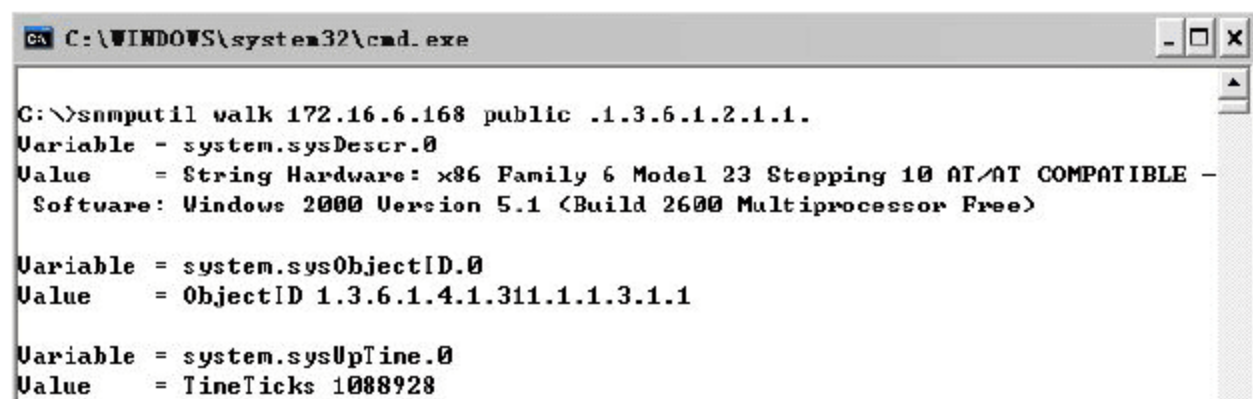 C:\WINDOWS\system32\cmd.exe
C:\>snmputil walk 172.16.6.168 public .1.3.6.1.2.1.1.
Variable - system.sysDescr.0
Value = String Hardware: x86 Family 6 Model 23 Stepping 10 AT/AT COMPATIBLE -
Software: Windows 2000 Version 5.1 (Build 2600 Multiprocessor Free)
Variable = system.sysObjectID.0
Value = ObjectID 1.3.6.1.4.1.311.1.1.3.1.1
Variable = system.sysUpTine.0
Value = TineTicks 1088928